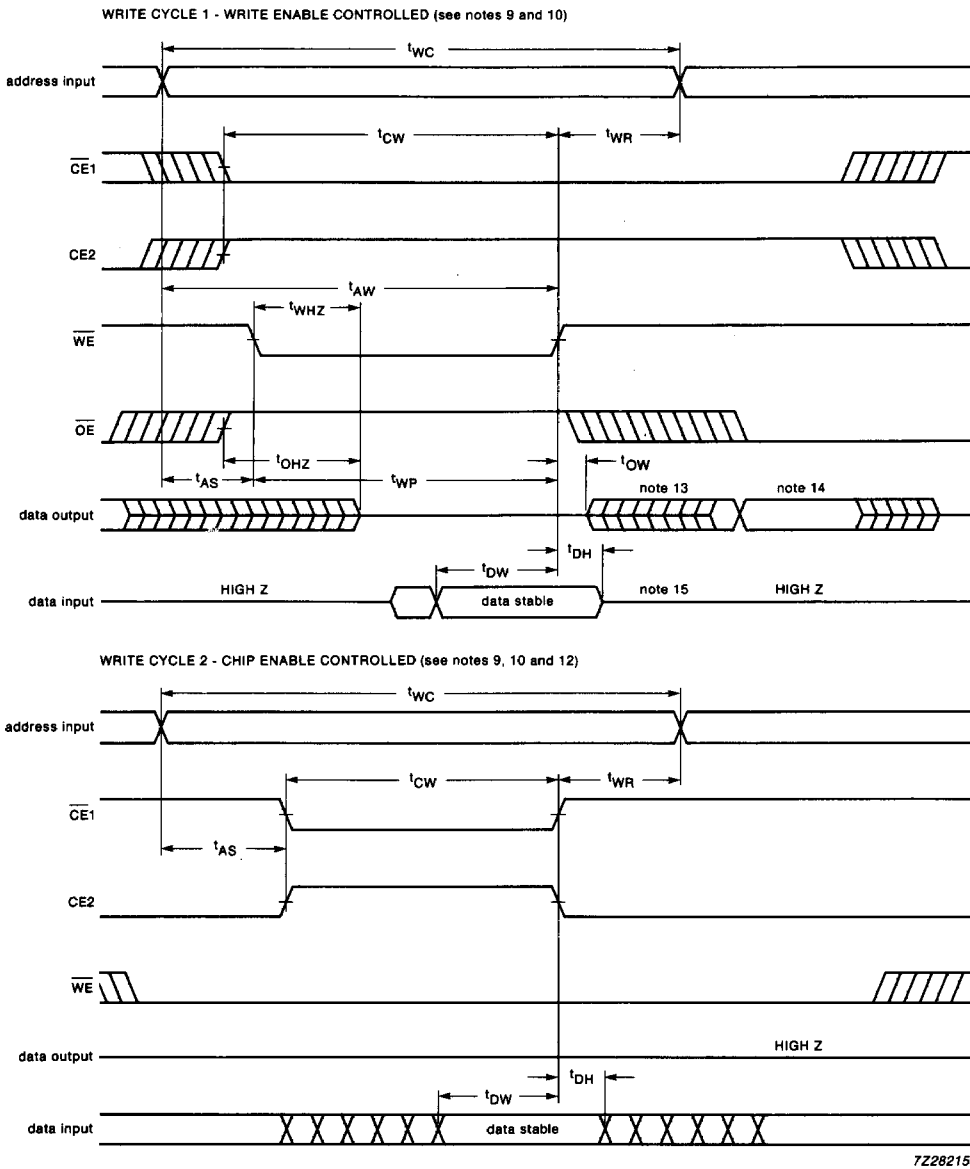 WRITE CYCLE 1 - WRITE ENABLE CONTROLLED (see notes 9 and 10)
tWC
address input
tCW
tWR
CE1
CE2
tAW
tWHZ
WE
OE
tOHZ
tOW
tAS
tWP
note 13
note 14
data output
tDH
tDW
HIGH Z
note 15
HIGH Z
data input
data stable
WRITE CYCLE 2 - CHIP ENABLE CONTROLLED (see notes 9, 10 and 12)
tWC
address input
tCW
tWR
CE1
tAS
CE2
WE
HIGH Z
data output
tDH
tDW
data input
data stable
7Z28215